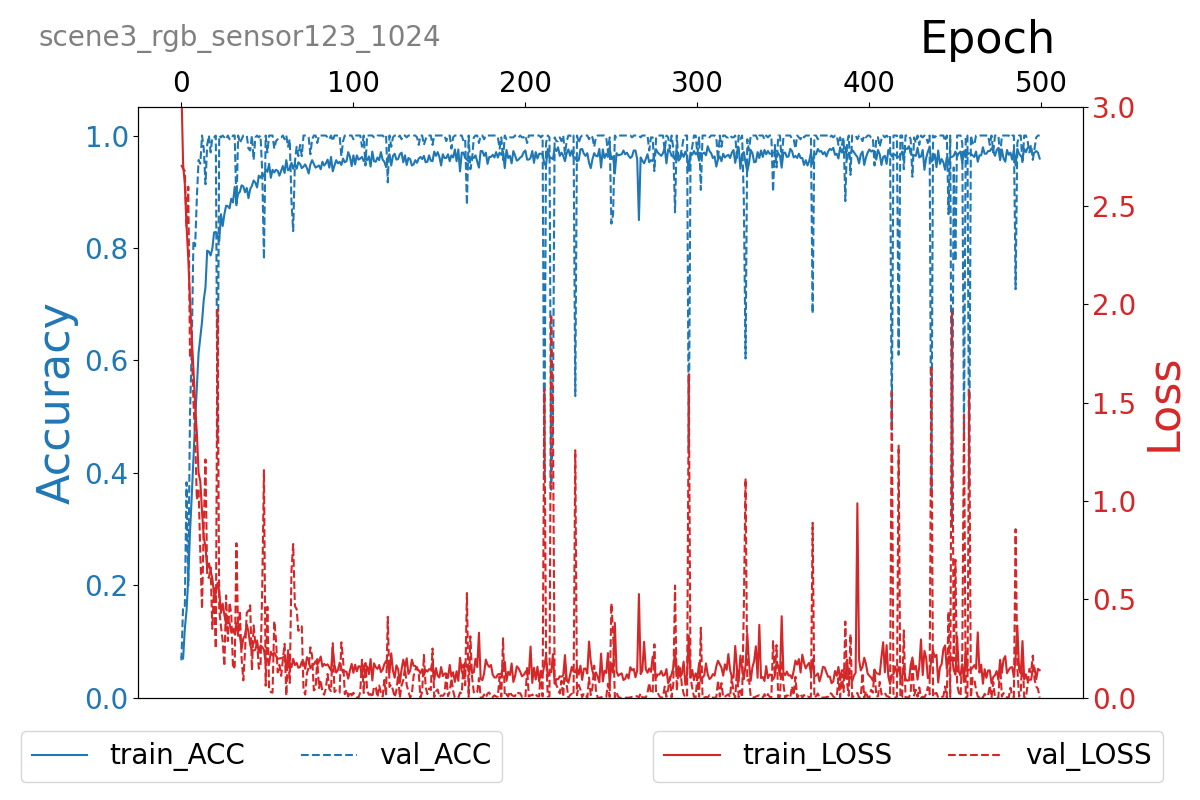 scene3_rgb_sensor123_1024
Epoch
0 100 200 300 400 500
1.0
0.8
0.6
0.4
0.2
0.0
Accuracy
3.0
2.5
2.0
1.5
1.0
0.5
0.0
Loss
train_ACC val_ACC
train_LOSS val_LOSS